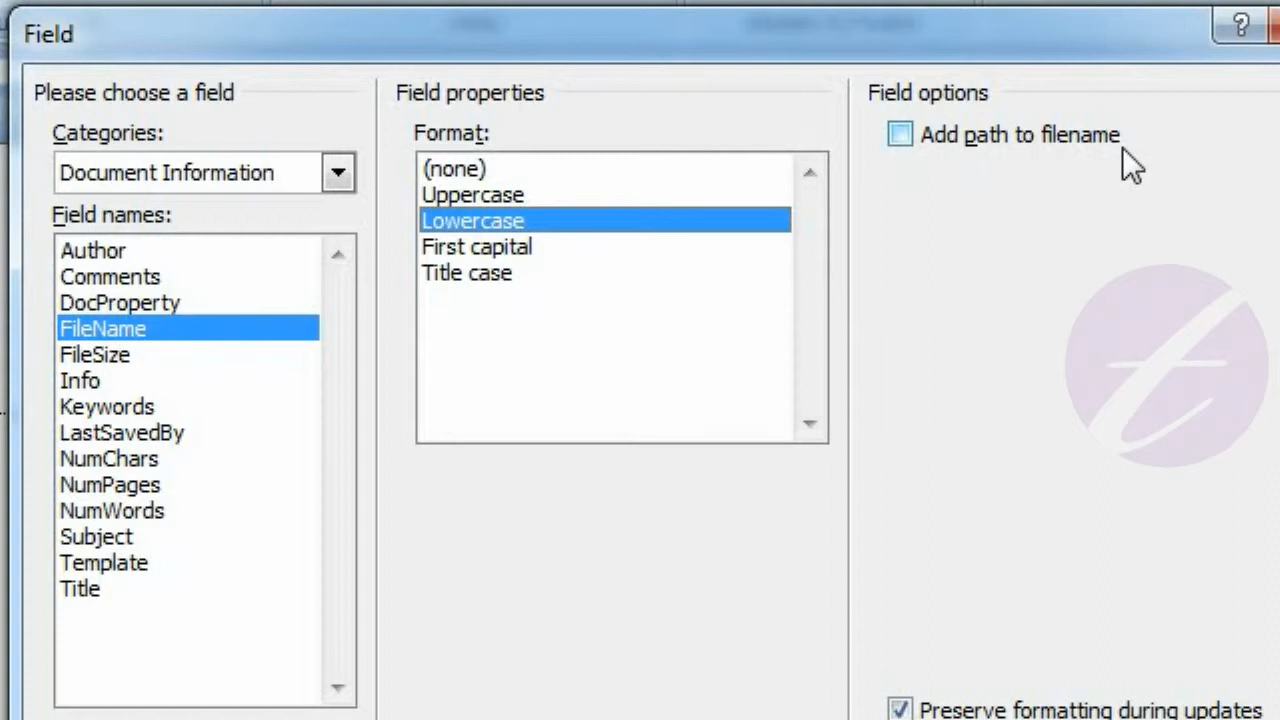 Field
Please choose a field
Categories:
Document Information
Field names:
Author
Comments
DocProperty
FileName
FileSize
Info
Keywords
LastSavedBy
NumChars
NumPages
NumWords
Subject
Template
Title
Field properties
Format:
(none)
Uppercase
Lowercase
First capital
Title case
Field options
Add path to filename
Preserve formatting during updates
t